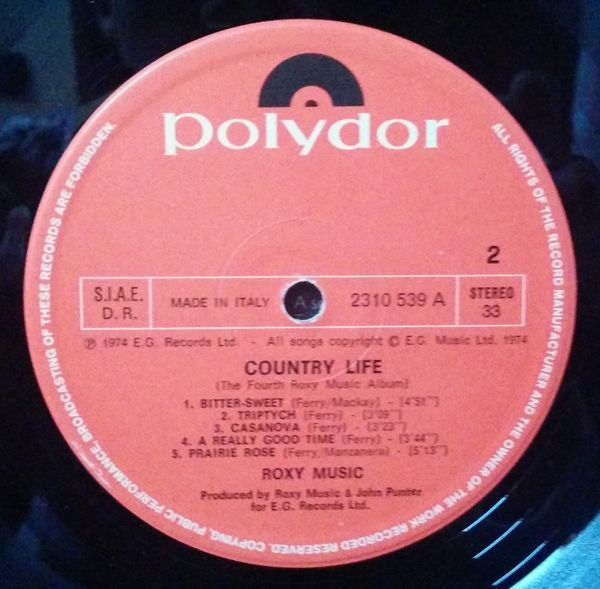 polydor
2
S.I.A.E.
D.R.
MADE IN ITALY
2310 539 A
STEREO
33
℗ 1974 E.G. Records Ltd. - All songs copyright © E.G. Music Ltd. 1974
COUNTRY LIFE
(The Fourth Roxy Music Album)
1. BITTER-SWEET (Ferry/Mackay) - (4'51'')
2. TRIPTYCH (Ferry) - (3'09'')
3. CASANOVA (Ferry) - (3'23'')
4. A REALLY GOOD TIME (Ferry) - (3'44'')
5. PRAIRIE ROSE (Ferry/Manzanera) - (5'13'')
ROXY MUSIC
Produced by Roxy Music & John Punter
for E.G. Records Ltd.
ALL RIGHTS OF THE RECORD MANUFACTURER AND THE OWNER OF THE WORK RECORDED RESERVED. COPYING, PUBLIC PERFORMANCE, BROADCASTING OF THESE RECORDS ARE FORBIDDEN.